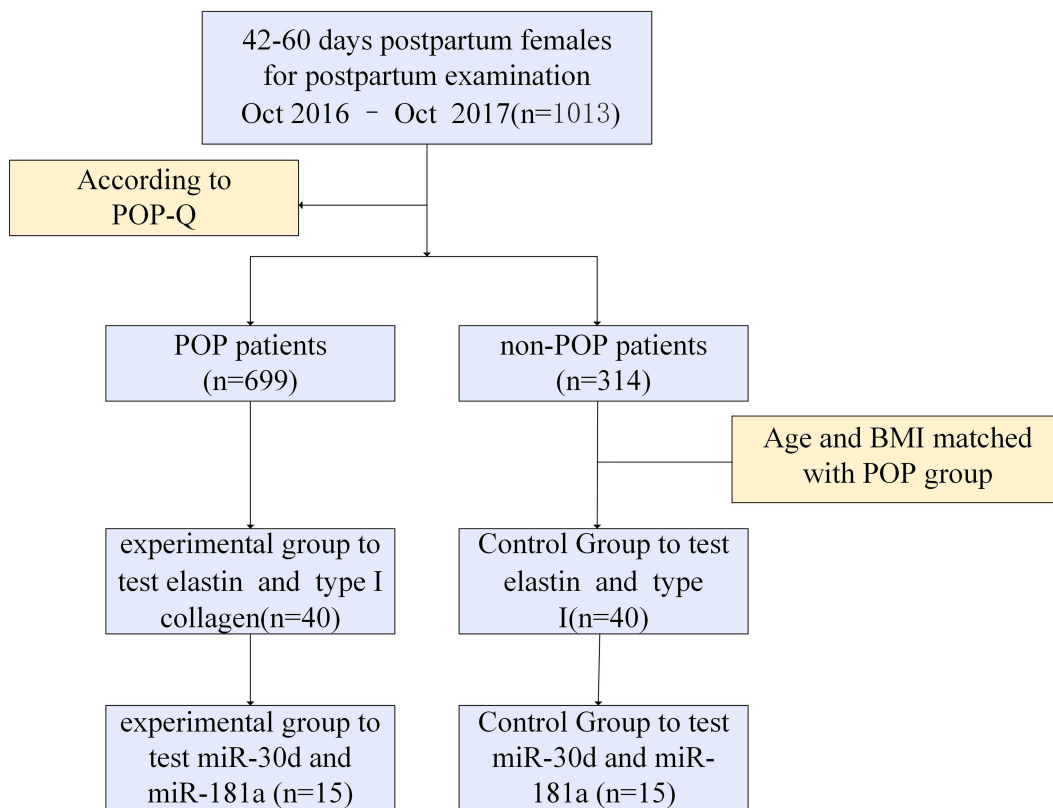 42-60 days postpartum females
for postpartum examination
Oct 2016 - Oct 2017(n=1013)
According to
POP-Q
POP patients
(n=699)
non-POP patients
(n=314)
Age and BMI matched
with POP group
experimental group to
test elastin and type I
collagen(n=40)
Control Group to test
elastin and type
I(n=40)
experimental group to
test miR-30d and
miR-181a (n=15)
Control Group to test
miR-30d and miR-
181a (n=15)